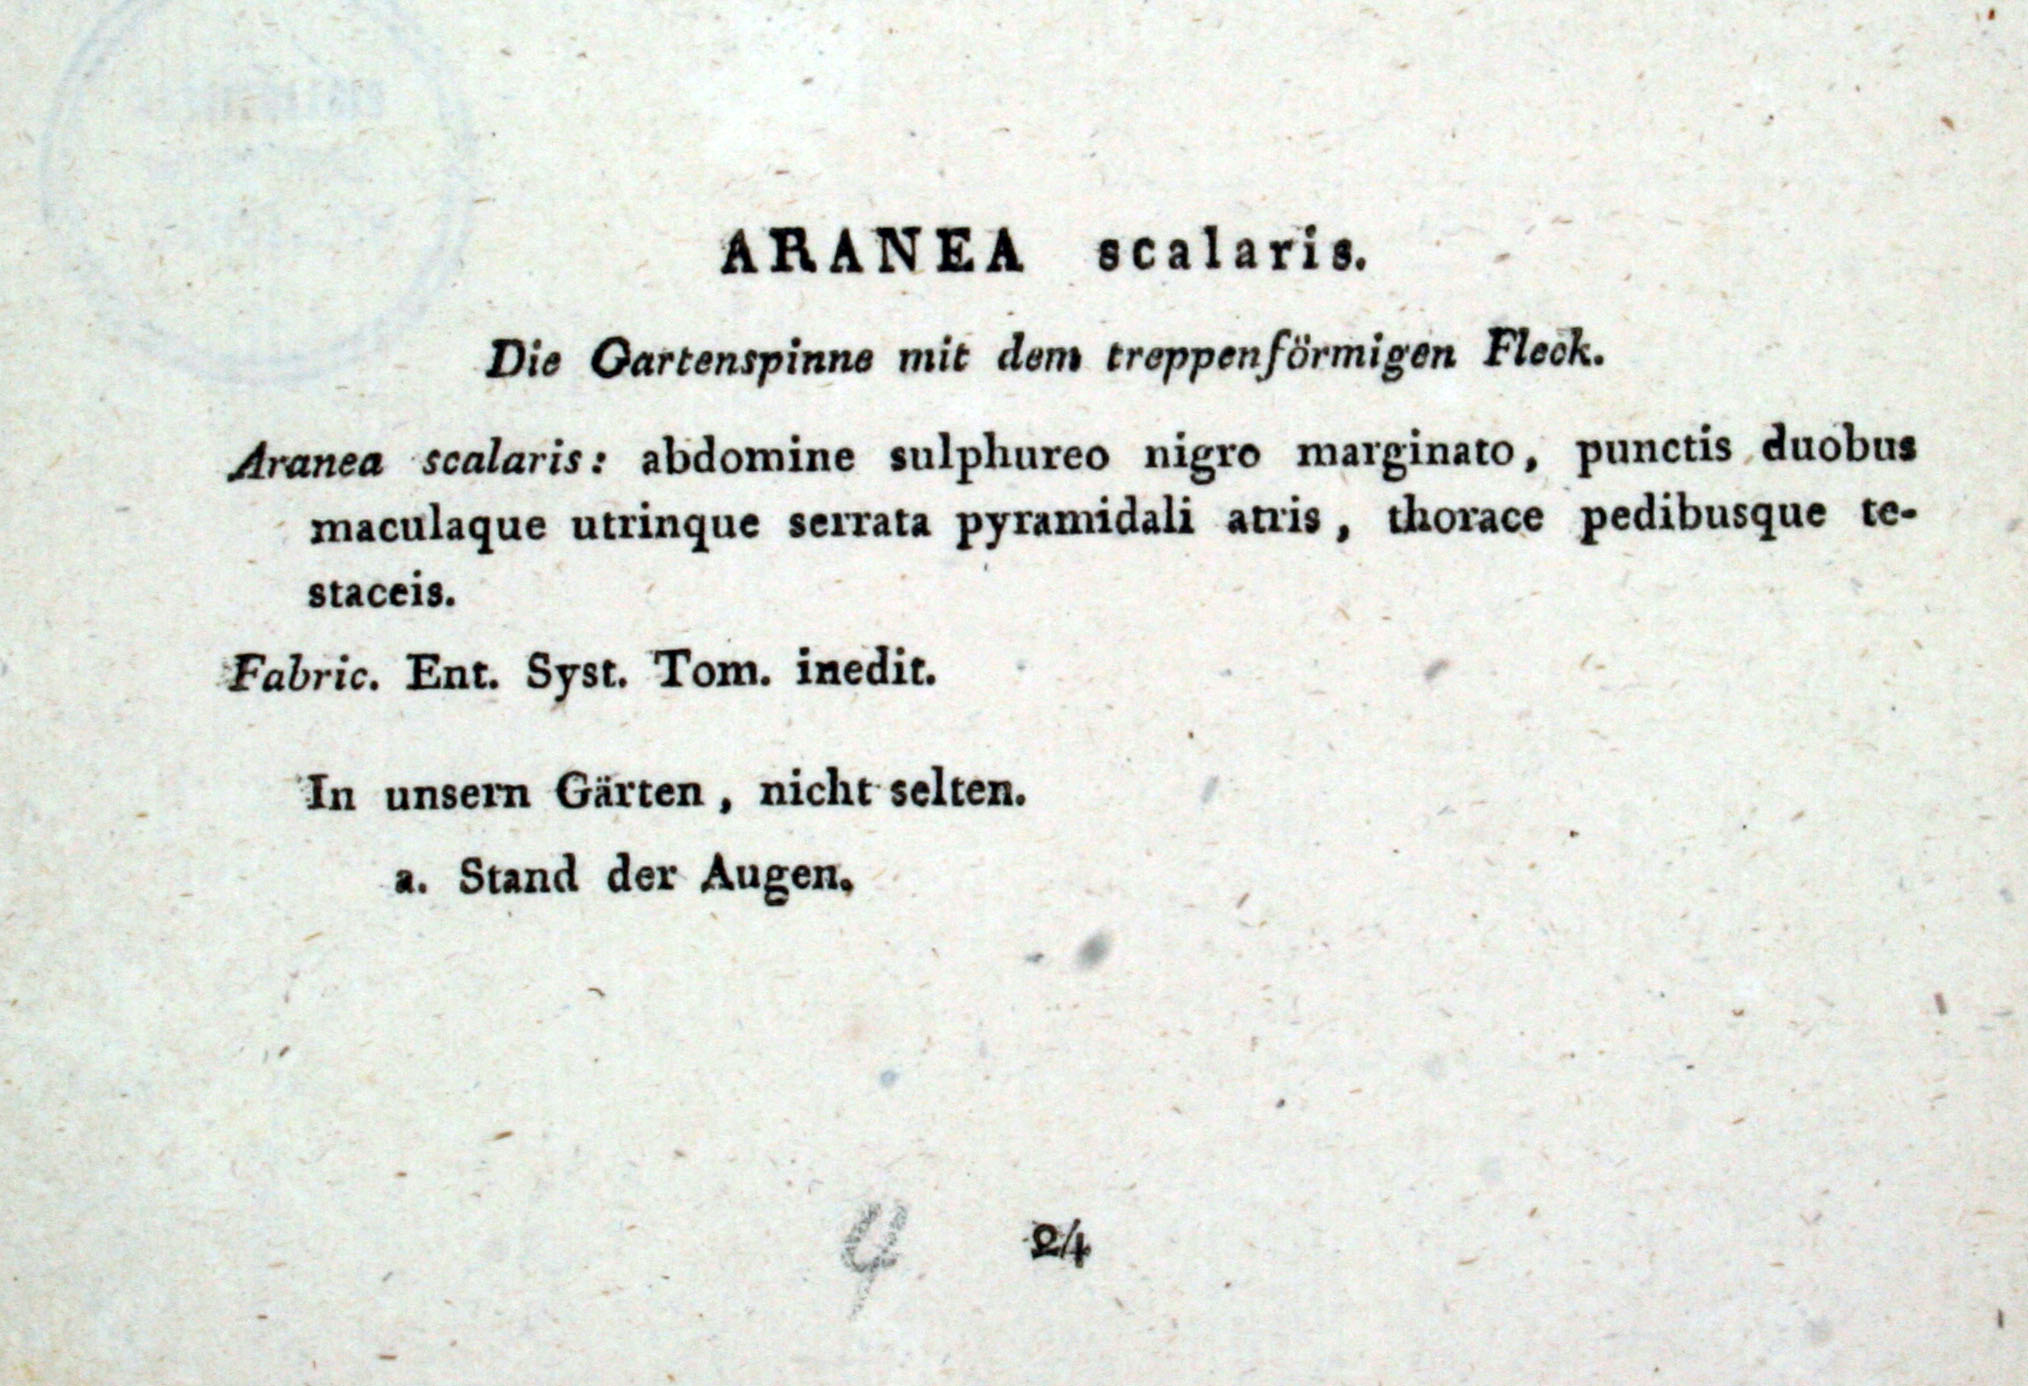 ARANEA scalaris.
Die Gartenspinne mit dem treppenförmigen Fleck.
Aranea scalaris: abdomine sulphureo nigro marginato, punctis duobus
maculaque utrinque serrata pyramidali atris, thorace pedibusque te-
staceis.
Fabric. Ent. Syst. Tom. inedit.
In unsern Gärten, nicht selten.
a. Stand der Augen.
24